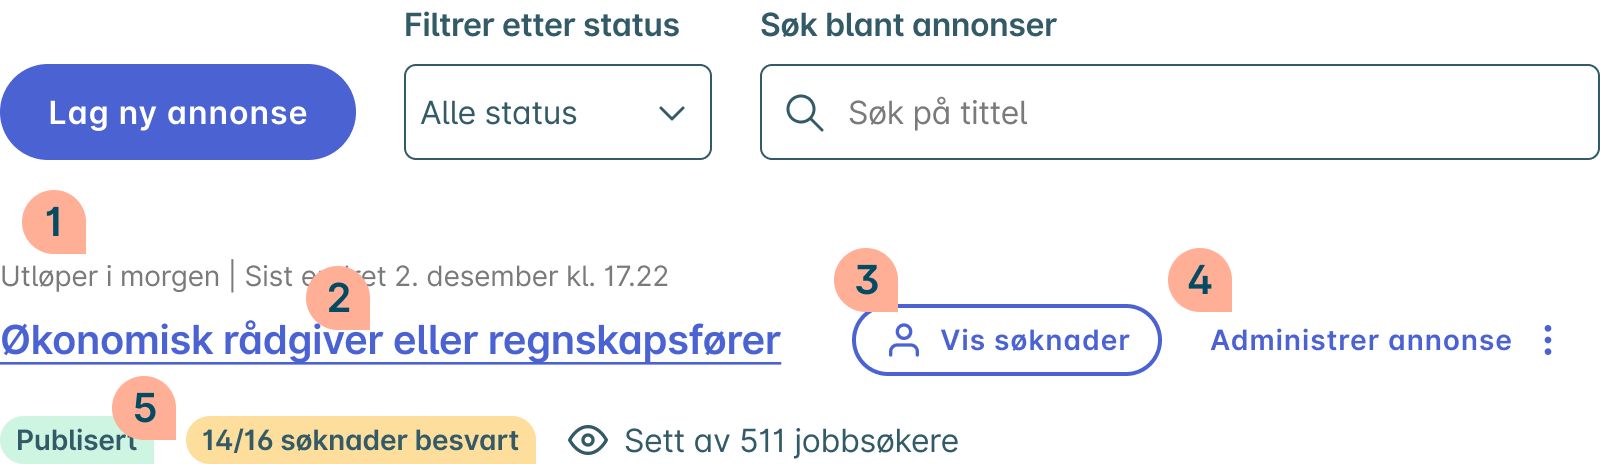 Filtrer etter status
Søk blant annonser
Lag ny annonse
Alle status
Søk på tittel
1
Utløper i morgen | Sist et 2. desember kl. 17.22
2
3
4
Økonomisk rådgiver eller regnskapsfører
Vis søknader
Administrer annonse
5
Publisert
14/16 søknader besvart
Sett av 511 jobbsøkere